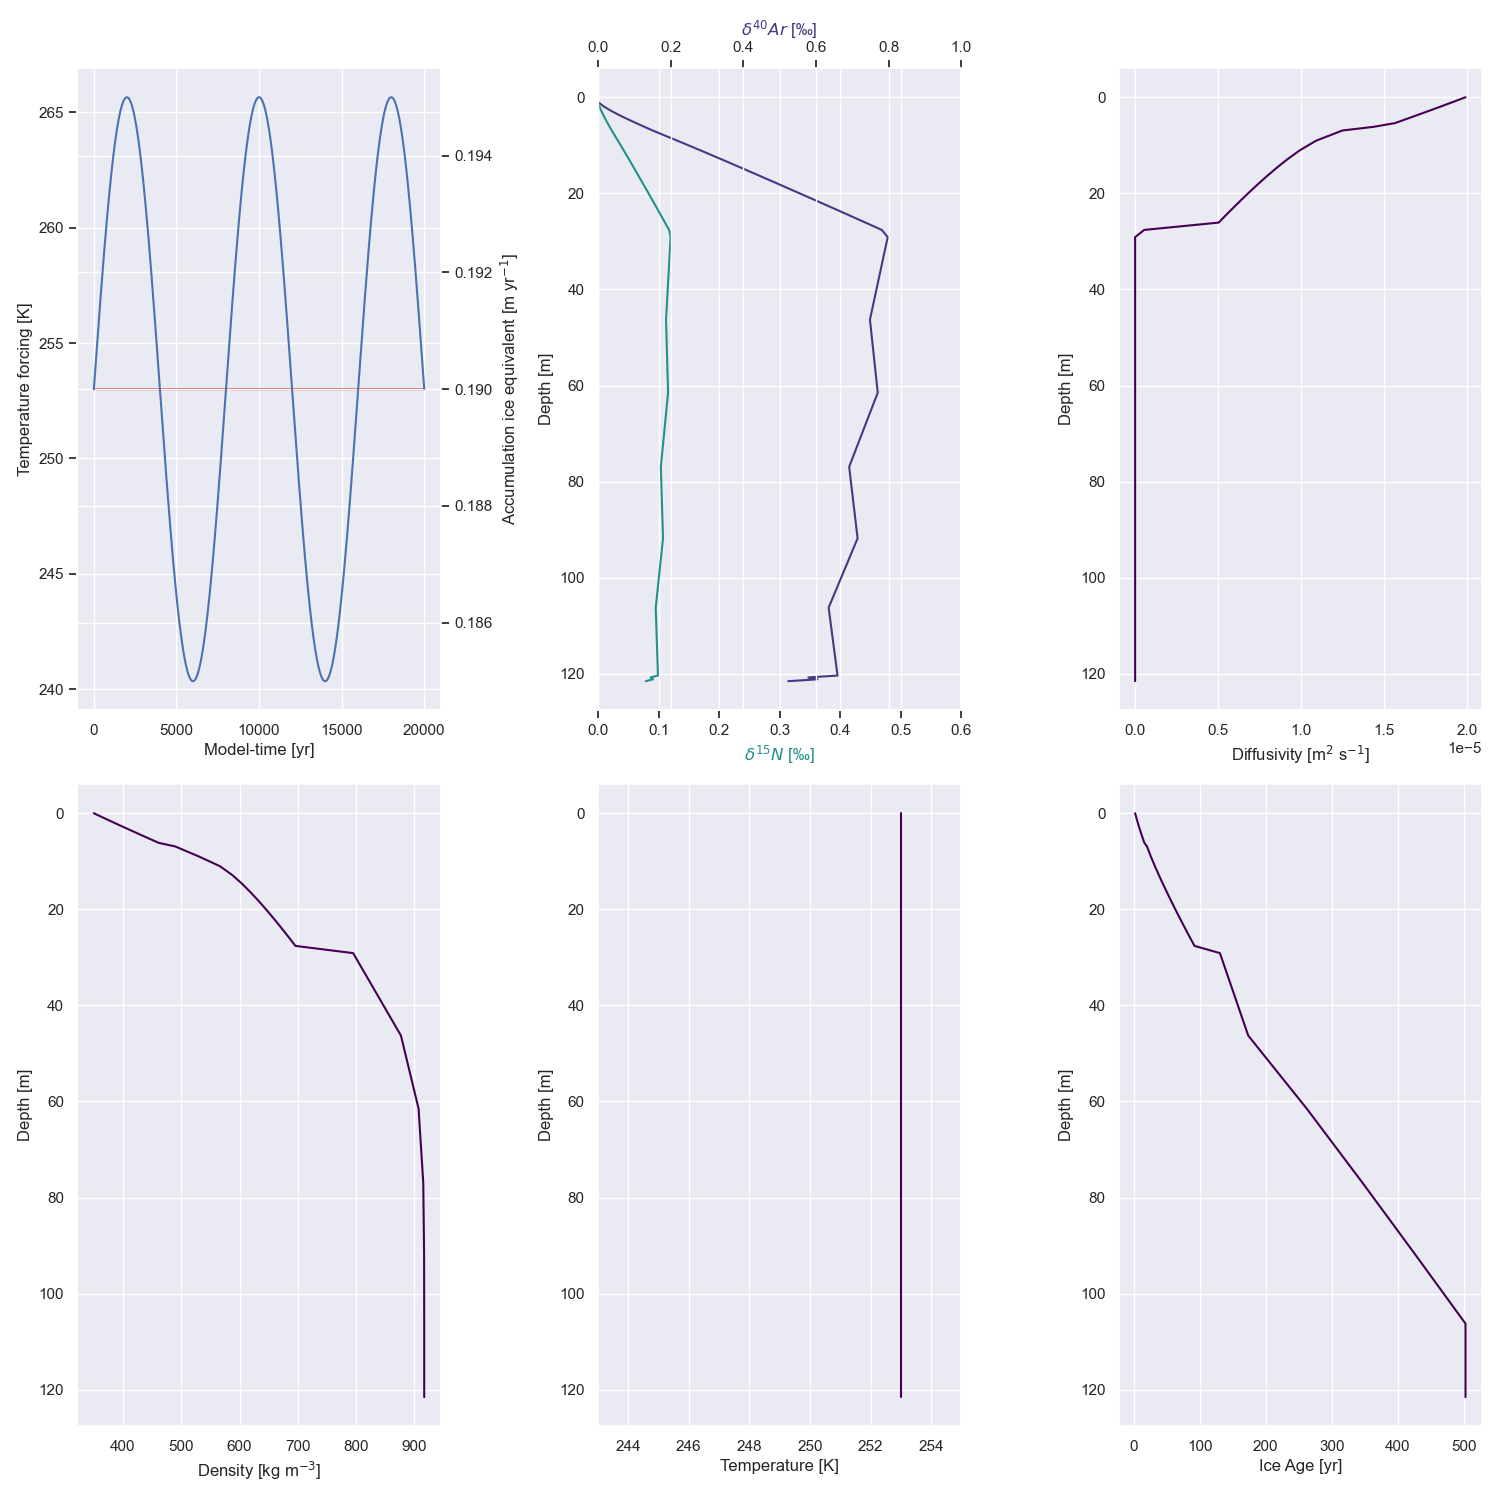 Temperature forcing [K]
265
260
255
250
245
240
0 5000 10000 15000 20000
Model-time [yr]
0.194
0.192
0.190
0.188
0.186
Accumulation ice equivalent [m yr⁻¹]
δ⁴⁰Ar [‰]
0.0 0.2 0.4 0.6 0.8 1.0
0
20
40
60
80
100
120
Depth [m]
0.0 0.1 0.2 0.3 0.4 0.5 0.6
δ¹⁵N [‰]
0
20
40
60
80
100
120
Depth [m]
0.0 0.5 1.0 1.5 2.0
1e−5
Diffusivity [m² s⁻¹]
0
20
40
60
80
100
120
Depth [m]
400 500 600 700 800 900
Density [kg m⁻³]
0
20
40
60
80
100
120
Depth [m]
244 246 248 250 252 254
Temperature [K]
0
20
40
60
80
100
120
Depth [m]
0 100 200 300 400 500
Ice Age [yr]